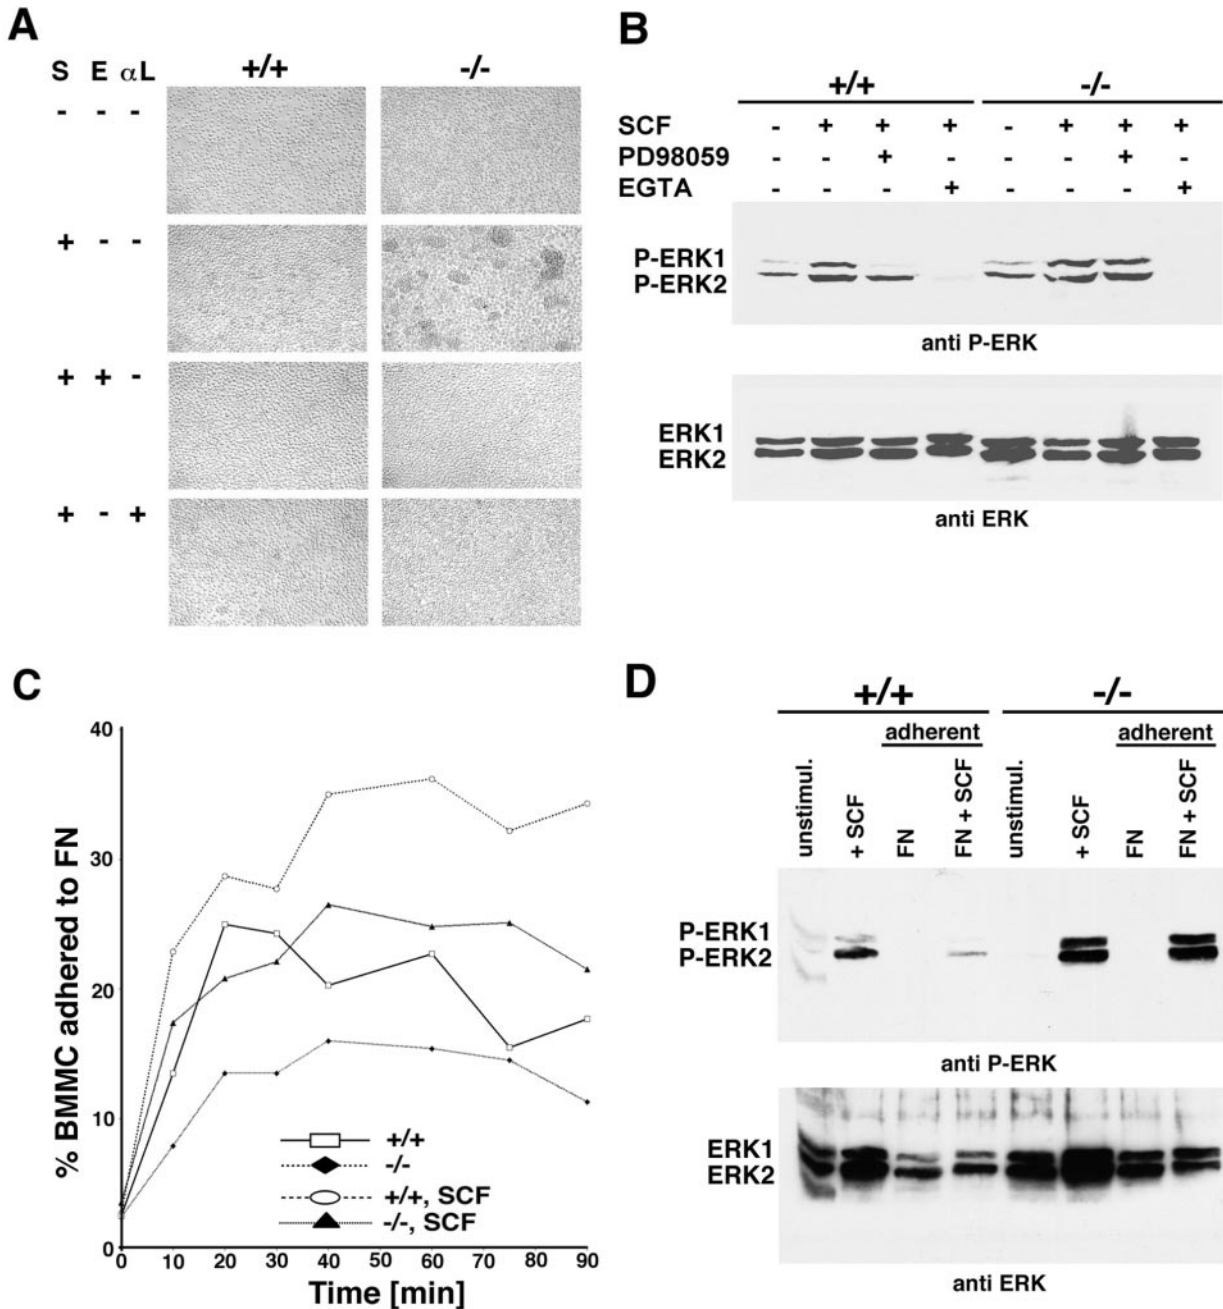 A
S E αL
+/+ -/-
- - -
+ - -
+ + -
+ - +
B
+/+ -/-
SCF - + + + - + + +
PD98059 - - + - - - + -
EGTA - - - + - - - +
P-ERK1
P-ERK2
anti P-ERK
ERK1
ERK2
anti ERK
C
% BMMC adhered to FN
40
30
20
10
0
0 10 20 30 40 50 60 70 80 90
Time [min]
+/+
-/-
+/+, SCF
-/-, SCF
D
+/+ -/-
adherent adherent
unstimul. + SCF FN FN + SCF unstimul. + SCF FN FN + SCF
P-ERK1
P-ERK2
anti P-ERK
ERK1
ERK2
anti ERK